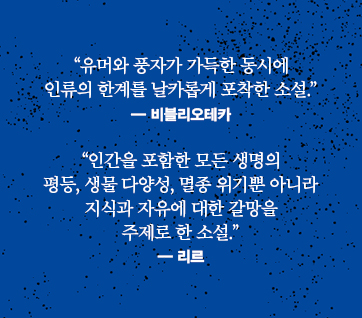 “유머와 풍자가 가득한 동시에
인류의 한계를 날카롭게 포착한 소설.”
— 비블리오테카
“인간을 포함한 모든 생명의
평등, 생물 다양성, 멸종 위기뿐 아니라
지식과 자유에 대한 갈망을
주제로 한 소설.”
— 리르